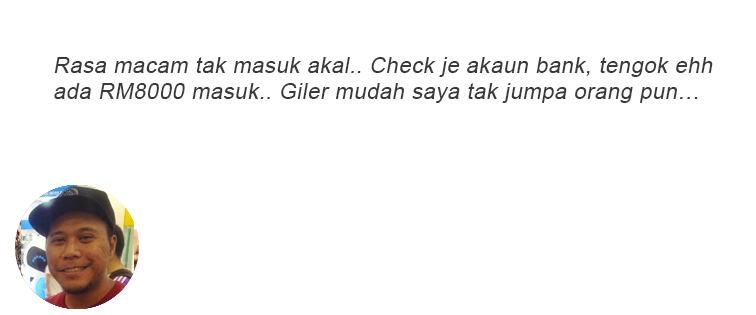 Rasa macam tak masuk akal.. Check je akaun bank, tengok ehh
ada RM8000 masuk.. Giler mudah saya tak jumpa orang pun…